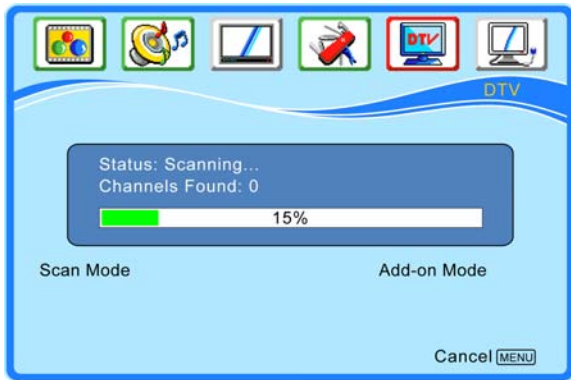 DTV
DTV
Status: Scanning...
Channels Found: 0
15%
Scan Mode Add-on Mode
Cancel MENU